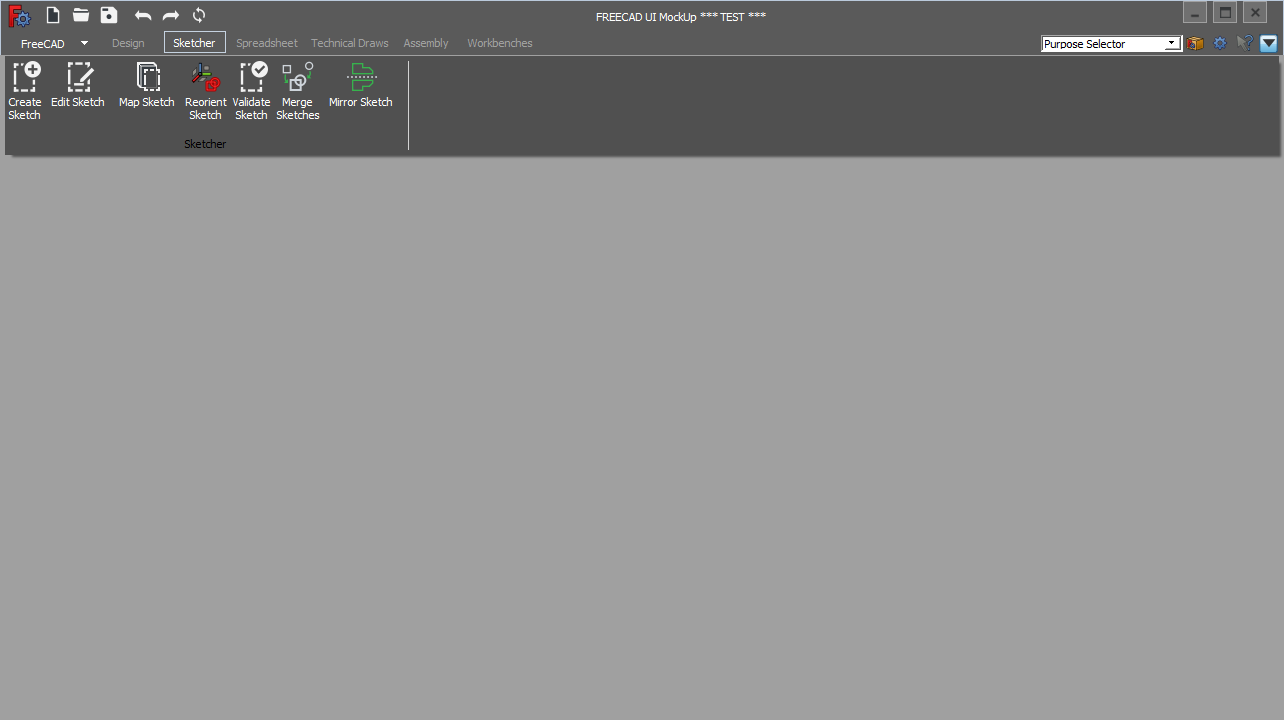 FREECAD UI MockUp *** TEST ***
FreeCAD Design Sketcher Spreadsheet Technical Draws Assembly Workbenches Purpose Selector
Create Sketch
Edit Sketch
Map Sketch
Reorient Sketch
Validate Sketch
Merge Sketches
Mirror Sketch
Sketcher